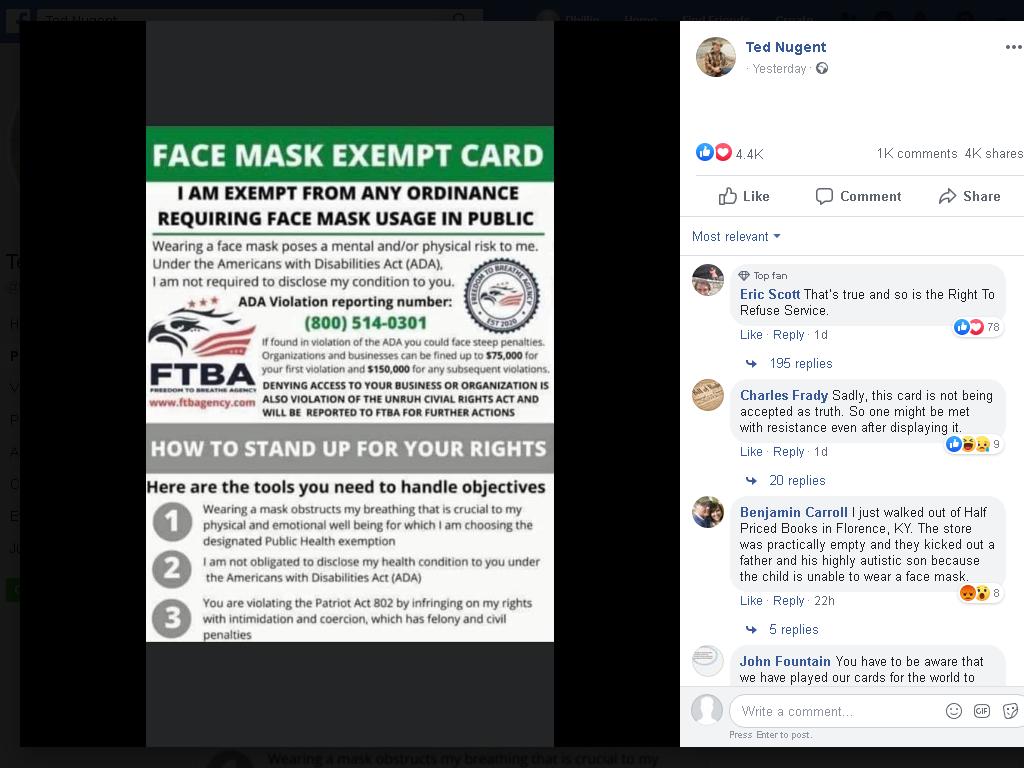 Ted Nugent
Home
Find Friends
Create
FACE MASK EXEMPT CARD
I AM EXEMPT FROM ANY ORDINANCE
REQUIRING FACE MASK USAGE IN PUBLIC
Wearing a face mask poses a mental and/or physical risk to me.
Under the Americans with Disabilities Act (ADA),
I am not required to disclose my condition to you.
FREEDOM TO BREATHE AGENCY
EST 2020
ADA Violation reporting number:
(800) 514-0301
If found in violation of the ADA you could face steep penalties.
Organizations and businesses can be fined up to $75,000 for
your first violation and $150,000 for any subsequent violations.
FTBA
FREEDOM TO BREATHE AGENCY
www.ftbagency.com
DENYING ACCESS TO YOUR BUSINESS OR ORGANIZATION IS
ALSO VIOLATION OF THE UNRUH CIVIAL RIGHTS ACT AND
WILL BE REPORTED TO FTBA FOR FURTHER ACTIONS
HOW TO STAND UP FOR YOUR RIGHTS
Here are the tools you need to handle objectives
1
Wearing a mask obstructs my breathing that is crucial to my
physical and emotional well being for which I am choosing the
designated Public Health exemption
2
I am not obligated to disclose my health condition to you under
the Americans with Disabilities Act (ADA)
3
You are violating the Patriot Act 802 by infringing on my rights
with intimidation and coercion, which has felony and civil
penalties
Wearing a mask obstructs my breathing that is crucial to my
Ted Nugent
· Yesterday ·
4.4K
1K comments 4K shares
Like
Comment
Share
Most relevant
Top fan
Eric Scott That's true and so is the Right To
Refuse Service.
78
Like · Reply · 1d
195 replies
Charles Frady Sadly, this card is not being
accepted as truth. So one might be met
with resistance even after displaying it.
9
Like · Reply · 1d
20 replies
Benjamin Carroll I just walked out of Half
Priced Books in Florence, KY. The store
was practically empty and they kicked out a
father and his highly autistic son because
the child is unable to wear a face mask.
8
Like · Reply · 22h
5 replies
John Fountain You have to be aware that
we have played our cards for the world to
Write a comment...
GIF
Press Enter to post.